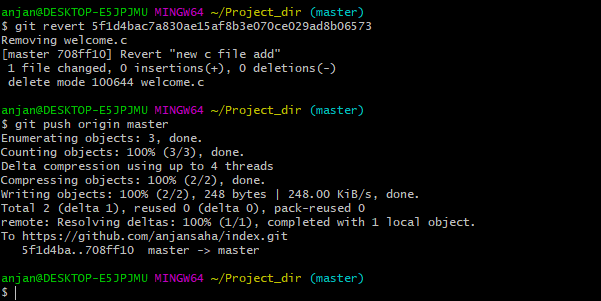 anjan@DESKTOP-E5JPJMU MINGW64 ~/Project_dir (master)
$ git revert 5f1d4bac7a830ae15af8b3e070ce029ad8b06573
Removing welcome.c
[master 708ff10] Revert "new c file add"
 1 file changed, 0 insertions(+), 0 deletions(-)
 delete mode 100644 welcome.c
anjan@DESKTOP-E5JPJMU MINGW64 ~/Project_dir (master)
$ git push origin master
Enumerating objects: 3, done.
Counting objects: 100% (3/3), done.
Delta compression using up to 4 threads
Compressing objects: 100% (2/2), done.
Writing objects: 100% (2/2), 248 bytes | 248.00 KiB/s, done.
Total 2 (delta 1), reused 0 (delta 0), pack-reused 0
remote: Resolving deltas: 100% (1/1), completed with 1 local object.
To https://github.com/anjansaha/index.git
   5f1d4ba..708ff10  master -> master
anjan@DESKTOP-E5JPJMU MINGW64 ~/Project_dir (master)
$